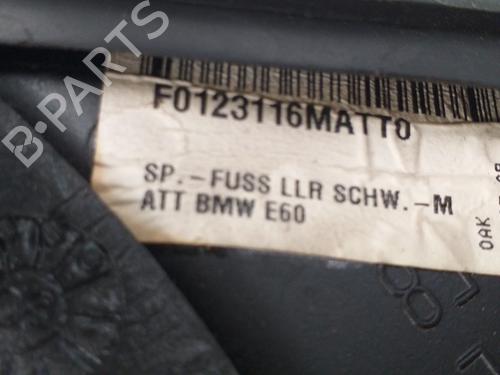 F0123116MATT0
SP.-FUSS LLR SCHW.-M
ATT BMW E60
OAK
B-PARTS